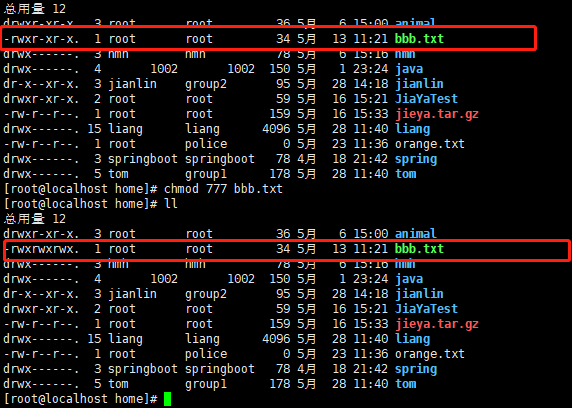 总用量 12
drwxr-xr-x. 3 root root 36 5月 6 15:00 animal
-rwxr-xr-x. 1 root root 34 5月 13 11:21 bbb.txt
drwx------. 3 hmh hmh 78 5月 6 15:16 hmh
drwx------. 4 1002 1002 150 5月 1 23:24 java
dr-x--xr-x. 3 jianlin group2 95 5月 28 14:18 jianlin
drwxr-xr-x. 2 root root 59 5月 16 15:21 JiaYaTest
-rw-r--r--. 1 root root 159 5月 16 15:33 jieya.tar.gz
drwx------. 15 liang liang 4096 5月 28 11:40 liang
-rw-r--r--. 1 root police 0 5月 23 11:36 orange.txt
drwx------. 3 springboot springboot 78 4月 18 21:42 spring
drwx------. 5 tom group1 178 5月 28 11:40 tom
[root@localhost home]# chmod 777 bbb.txt
[root@localhost home]# ll
总用量 12
drwxr-xr-x. 3 root root 36 5月 6 15:00 animal
-rwxrwxrwx. 1 root root 34 5月 13 11:21 bbb.txt
drwx------. 3 hmh hmh 78 5月 6 15:16 hmh
drwx------. 4 1002 1002 150 5月 1 23:24 java
dr-x--xr-x. 3 jianlin group2 95 5月 28 14:18 jianlin
drwxr-xr-x. 2 root root 59 5月 16 15:21 JiaYaTest
-rw-r--r--. 1 root root 159 5月 16 15:33 jieya.tar.gz
drwx------. 15 liang liang 4096 5月 28 11:40 liang
-rw-r--r--. 1 root police 0 5月 23 11:36 orange.txt
drwx------. 3 springboot springboot 78 4月 18 21:42 spring
drwx------. 5 tom group1 178 5月 28 11:40 tom
[root@localhost home]#